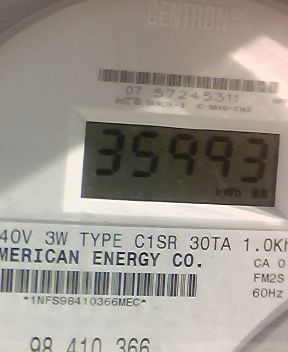 CENTRON®
07 57245311
35993
kWh
40V 3W TYPE C1SR 30TA 1.0Kh
MERICAN ENERGY CO.
CA 0
FM2S
60Hz
*1NFS98410366MEC*
98 410 366